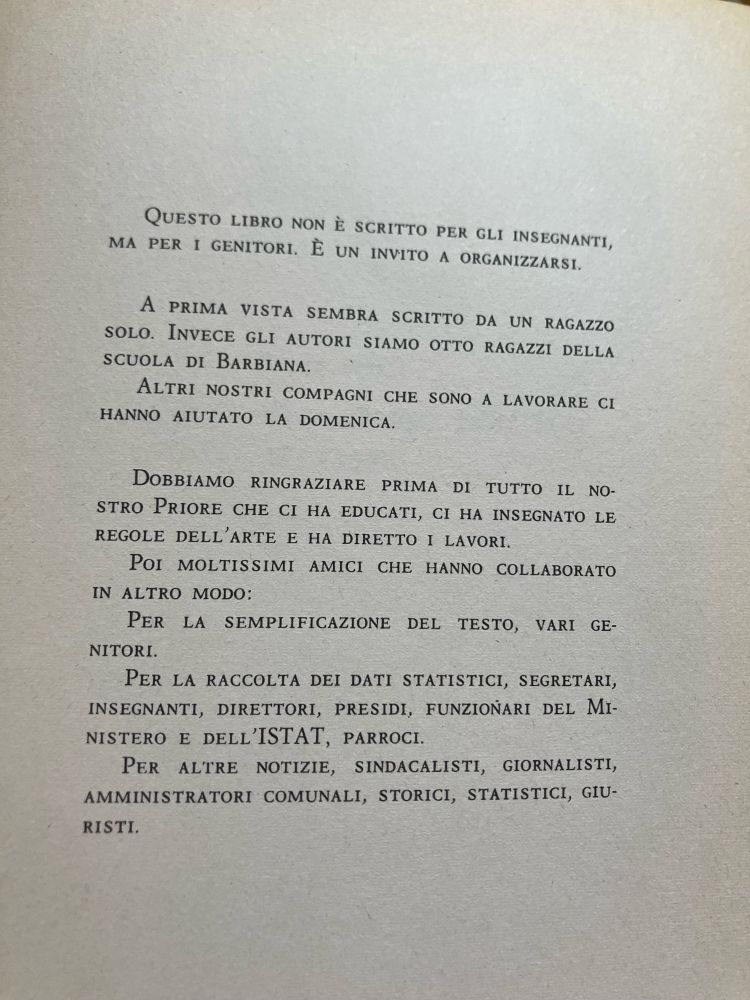 Questo libro non è scritto per gli insegnanti,
ma per i genitori. È un invito a organizzarsi.
A prima vista sembra scritto da un ragazzo
solo. Invece gli autori siamo otto ragazzi della
scuola di Barbiana.
Altri nostri compagni che sono a lavorare ci
hanno aiutato la domenica.
Dobbiamo ringraziare prima di tutto il no-
stro Priore che ci ha educati, ci ha insegnato le
regole dell'arte e ha diretto i lavori.
Poi moltissimi amici che hanno collaborato
in altro modo:
Per la semplificazione del testo, vari ge-
nitori.
Per la raccolta dei dati statistici, segretari,
insegnanti, direttori, presidi, funzionari del Mi-
nistero e dell'ISTAT, parroci.
Per altre notizie, sindacalisti, giornalisti,
amministratori comunali, storici, statistici, giu-
risti.